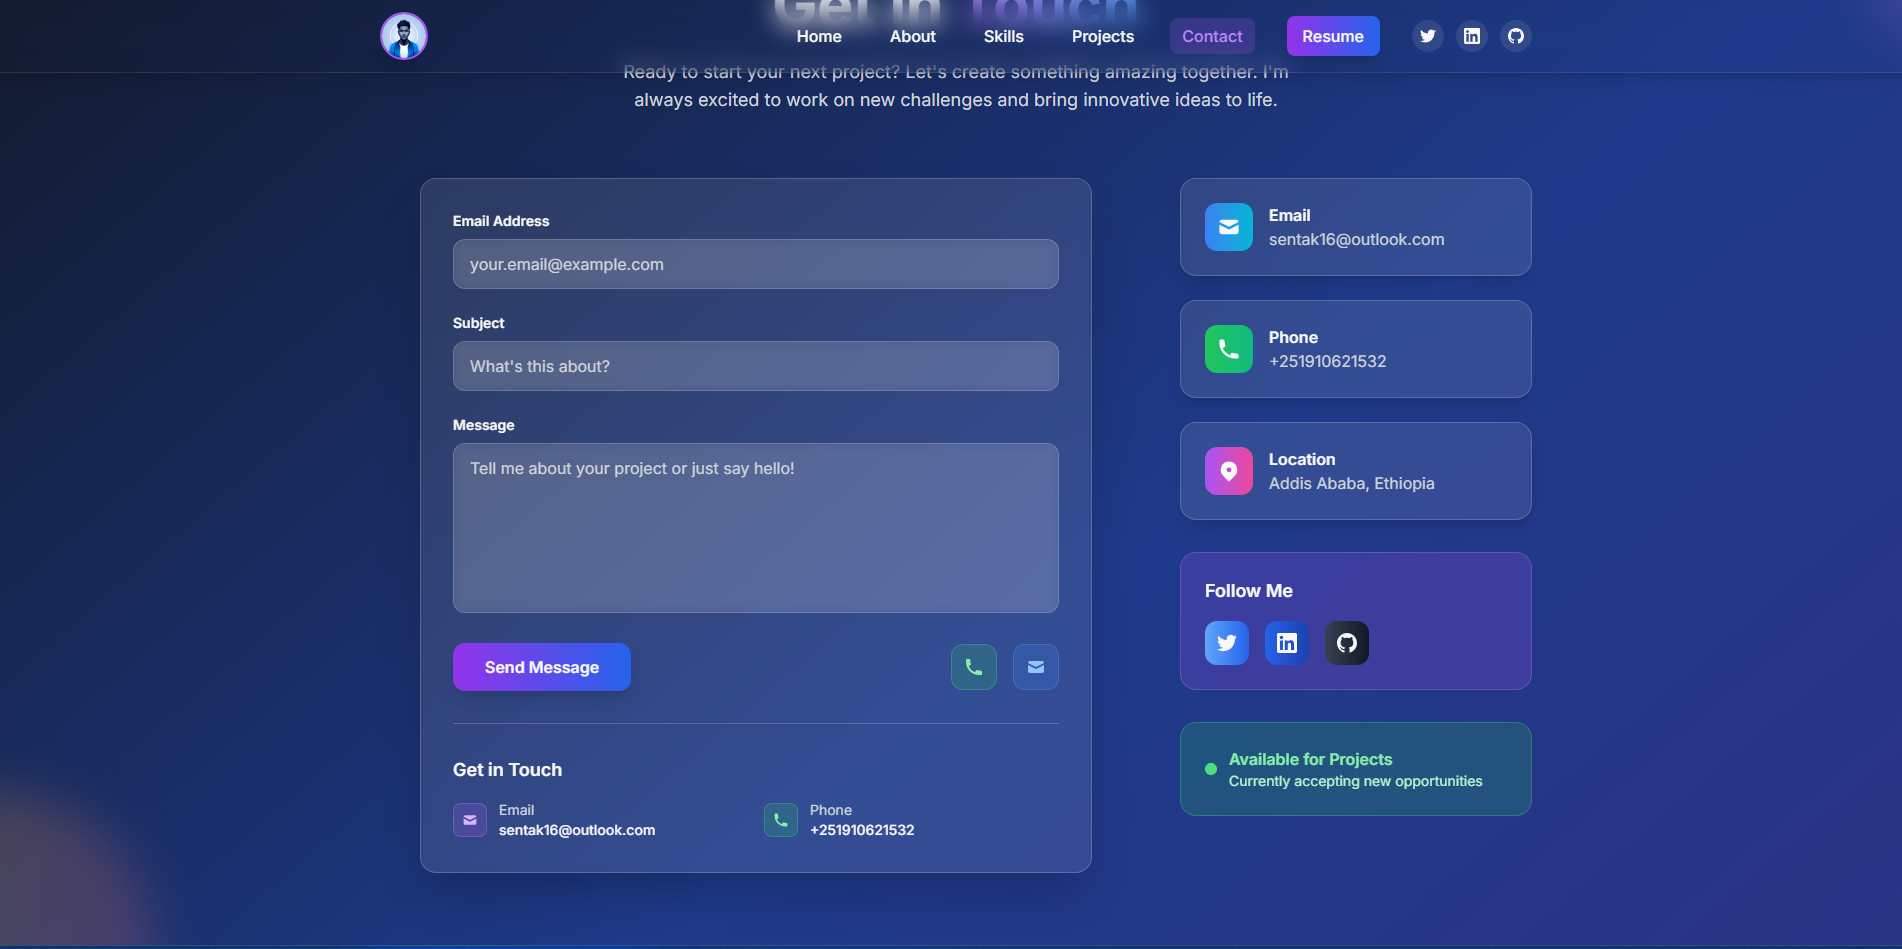 Get in Touch
Home About Skills Projects Contact Resume
Ready to start your next project? Let's create something amazing together. I'm
always excited to work on new challenges and bring innovative ideas to life.
Email Address
your.email@example.com
Subject
What's this about?
Message
Tell me about your project or just say hello!
Send Message
Get in Touch
Email
sentak16@outlook.com
Phone
+251910621532
Email
sentak16@outlook.com
Phone
+251910621532
Location
Addis Ababa, Ethiopia
Follow Me
Available for Projects
Currently accepting new opportunities